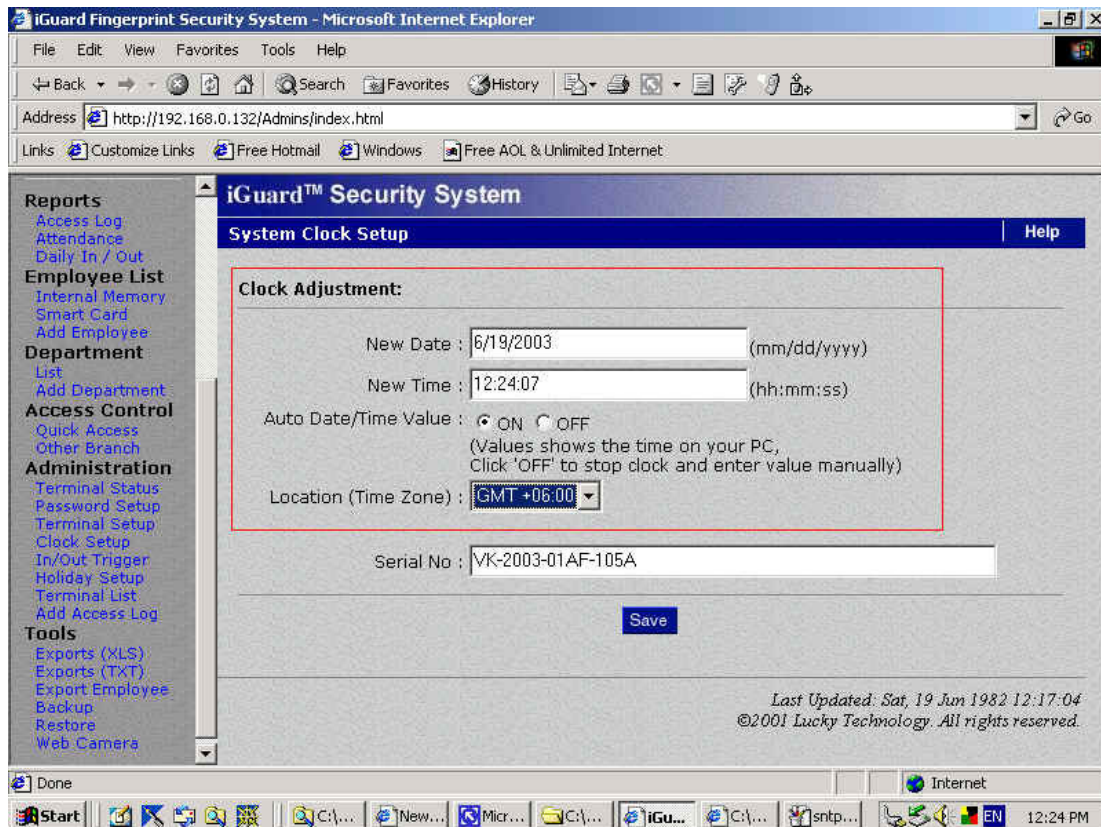 iGuard Fingerprint Security System - Microsoft Internet Explorer
File Edit View Favorites Tools Help
Back Search Favorites History
Address http://192.168.0.132/Admins/index.html Go
Links Customize Links Free Hotmail Windows Free AOL & Unlimited Internet
Reports
Access Log
Attendance
Daily In / Out
Employee List
Internal Memory
Smart Card
Add Employee
Department
List
Add Department
Access Control
Quick Access
Other Branch
Administration
Terminal Status
Password Setup
Terminal Setup
Clock Setup
In/Out Trigger
Holiday Setup
Terminal List
Add Access Log
Tools
Exports (XLS)
Exports (TXT)
Export Employee
Backup
Restore
Web Camera
iGuard™ Security System
System Clock Setup Help
Clock Adjustment:
New Date : 6/19/2003 (mm/dd/yyyy)
New Time : 12:24:07 (hh:mm:ss)
Auto Date/Time Value : ON OFF
(Values shows the time on your PC,
Click 'OFF' to stop clock and enter value manually)
Location (Time Zone) : GMT +06:00
Serial No : VK-2003-01AF-105A
Save
Last Updated: Sat, 19 Jun 1982 12:17:04
©2001 Lucky Technology. All rights reserved.
Done Internet
Start C:\... New... Micr... C:\... iGu... C:\... sntp... EN 12:24 PM